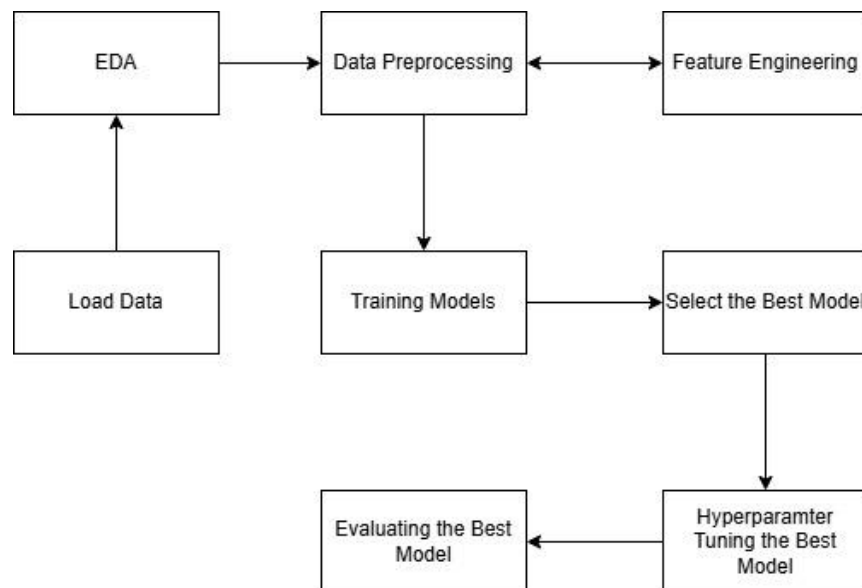 EDA
Data Preprocessing
Feature Engineering
Load Data
Training Models
Select the Best Model
Evaluating the Best
Model
Hyperparamter
Tuning the Best
Model